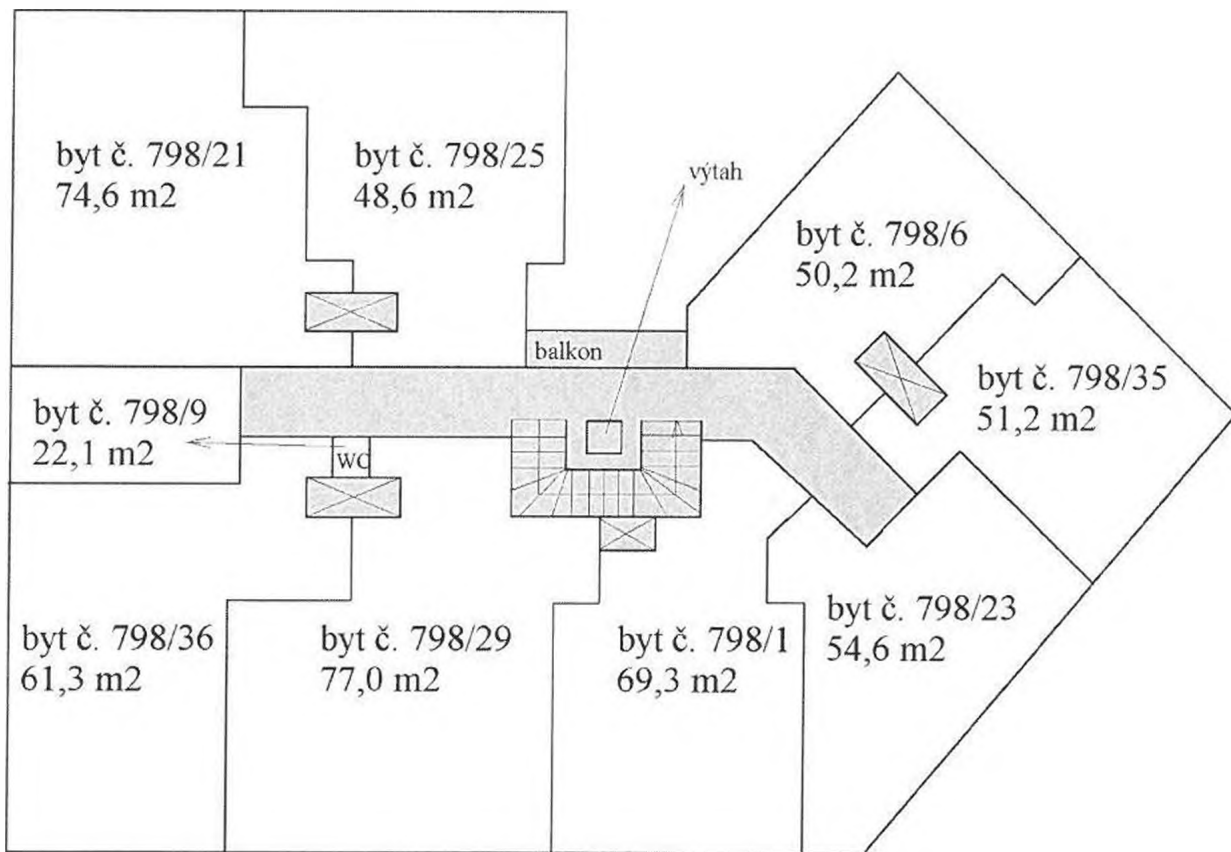 byt č. 798/21
74,6 m2
byt č. 798/25
48,6 m2
výtah
byt č. 798/6
50,2 m2
balkon
byt č. 798/35
51,2 m2
byt č. 798/9
22,1 m2
WC
byt č. 798/36
61,3 m2
byt č. 798/29
77,0 m2
byt č. 798/1
69,3 m2
byt č. 798/23
54,6 m2